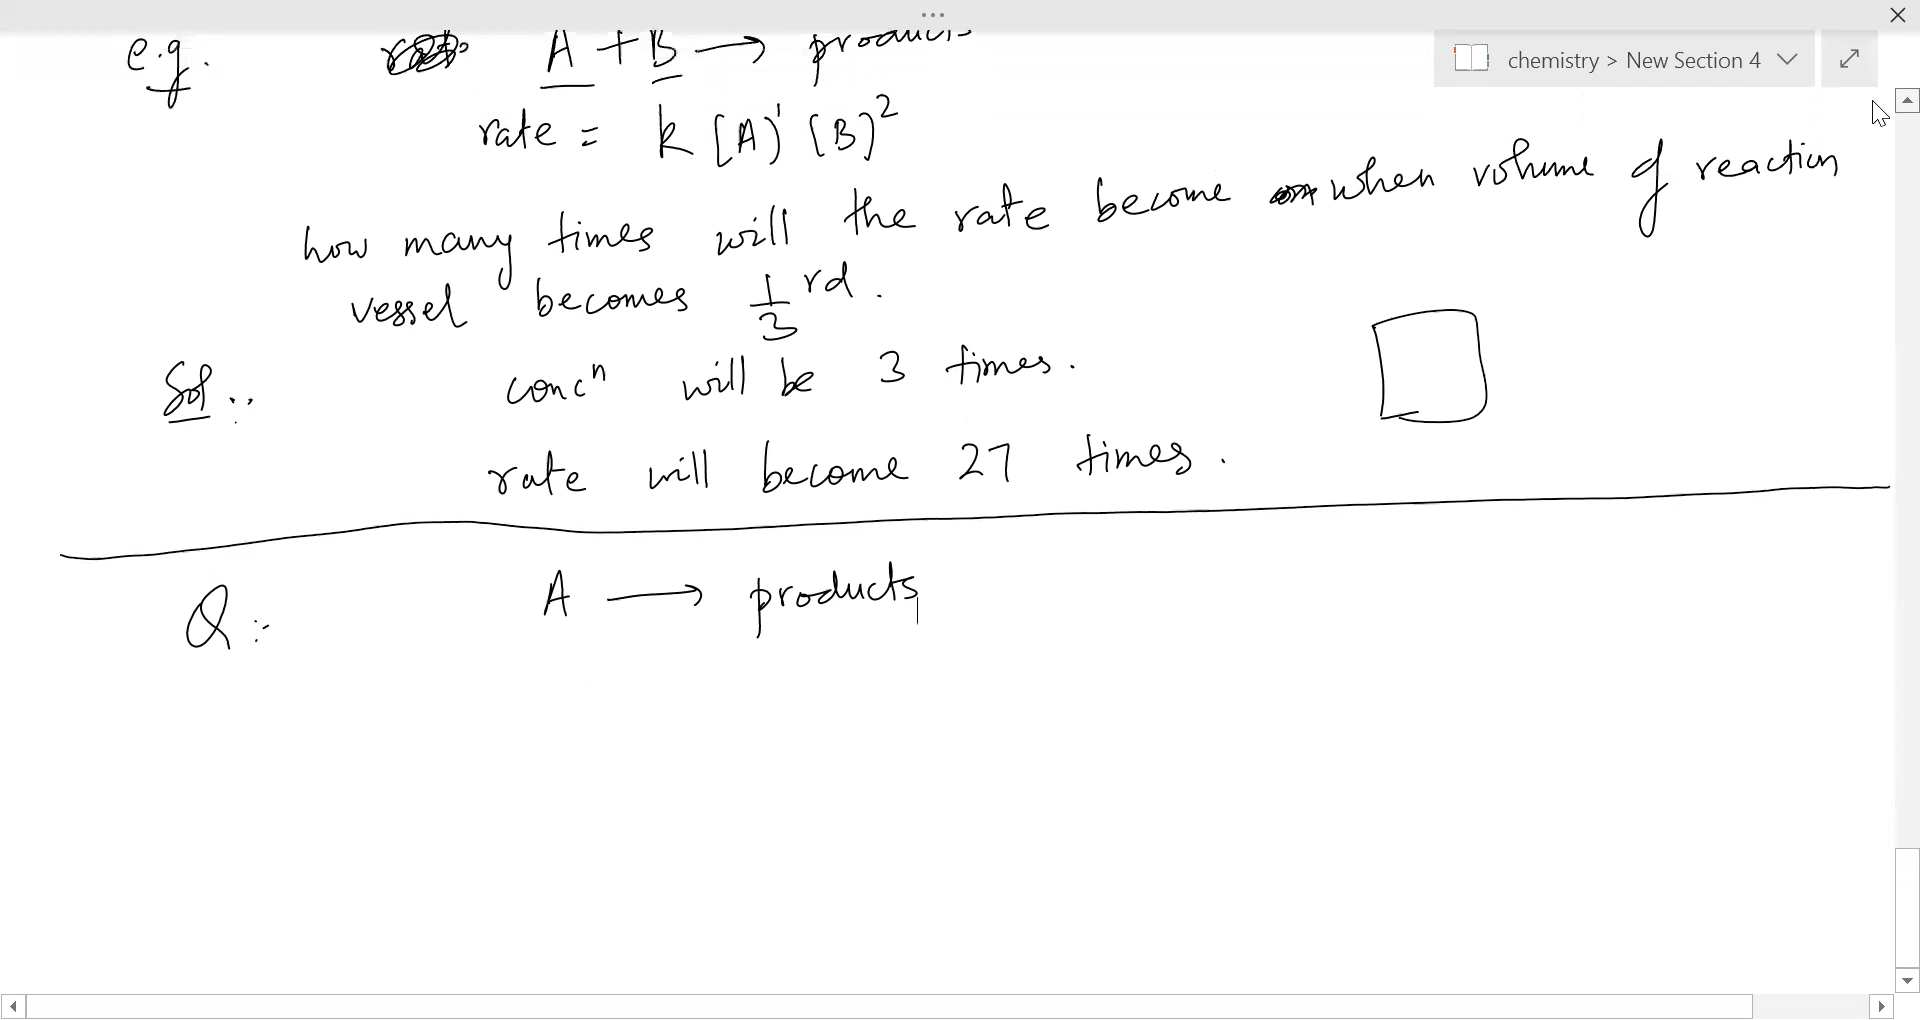 e.g. A + B → products
chemistry > New Section 4
rate = k [A]¹ [B]²
how many times will the rate become when volume of reaction
vessel becomes 1/3 rd.
Sol.. concⁿ will be 3 times.
rate will become 27 times.
Q :- A → products